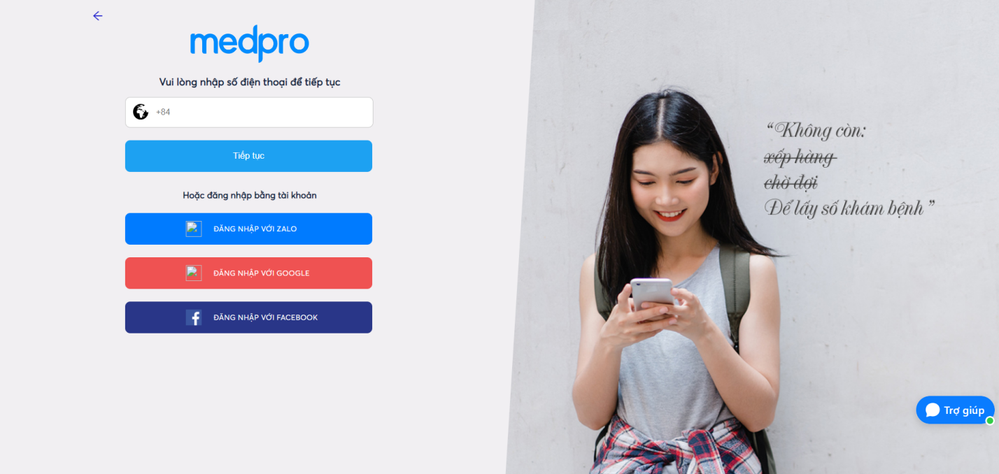 medpro
Vui lòng nhập số điện thoại để tiếp tục
+84
Tiếp tục
Hoặc đăng nhập bằng tài khoản
ĐĂNG NHẬP VỚI ZALO
ĐĂNG NHẬP VỚI GOOGLE
ĐĂNG NHẬP VỚI FACEBOOK
“Không còn:
xếp hàng
chờ đợi
Để lấy số khám bệnh”
Trợ giúp